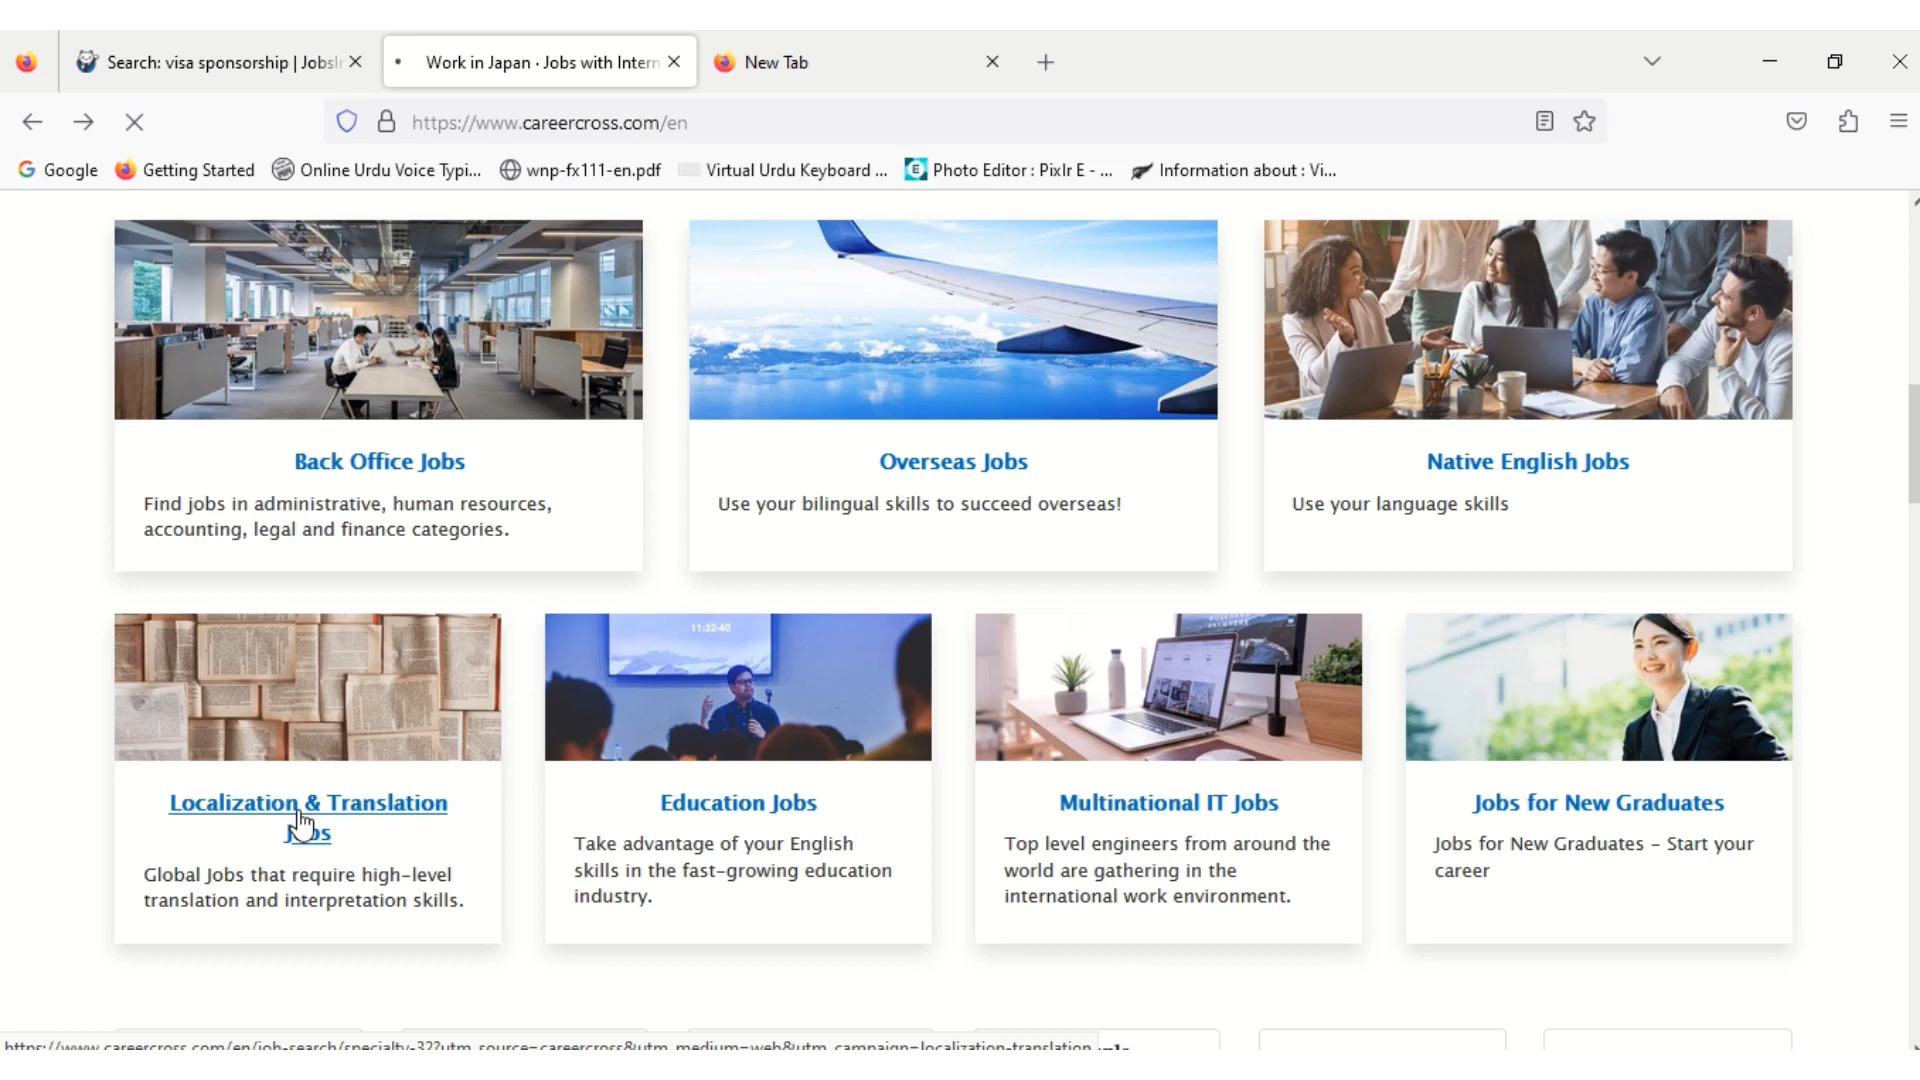 Search: visa sponsorship | JobsIn
Work in Japan · Jobs with Intern
New Tab
https://www.careercross.com/en
Google
Getting Started
Online Urdu Voice Typi...
wnp-fx111-en.pdf
Virtual Urdu Keyboard ...
E
Photo Editor : Pixlr E - ...
Information about : Vi...
Back Office Jobs
Overseas Jobs
Native English Jobs
Find jobs in administrative, human resources,
accounting, legal and finance categories.
Use your bilingual skills to succeed overseas!
Use your language skills
11:32:40
Localization & Translation
Jobs
Global Jobs that require high-level
translation and interpretation skills.
Education Jobs
Take advantage of your English
skills in the fast-growing education
industry.
Multinational IT Jobs
Top level engineers from around the
world are gathering in the
international work environment.
Jobs for New Graduates
Jobs for New Graduates – Start your
career
https://www.careercross.com/en/job-search/specialty-32?utm_source=careercross&utm_medium=web&utm_campaign=localization-translation